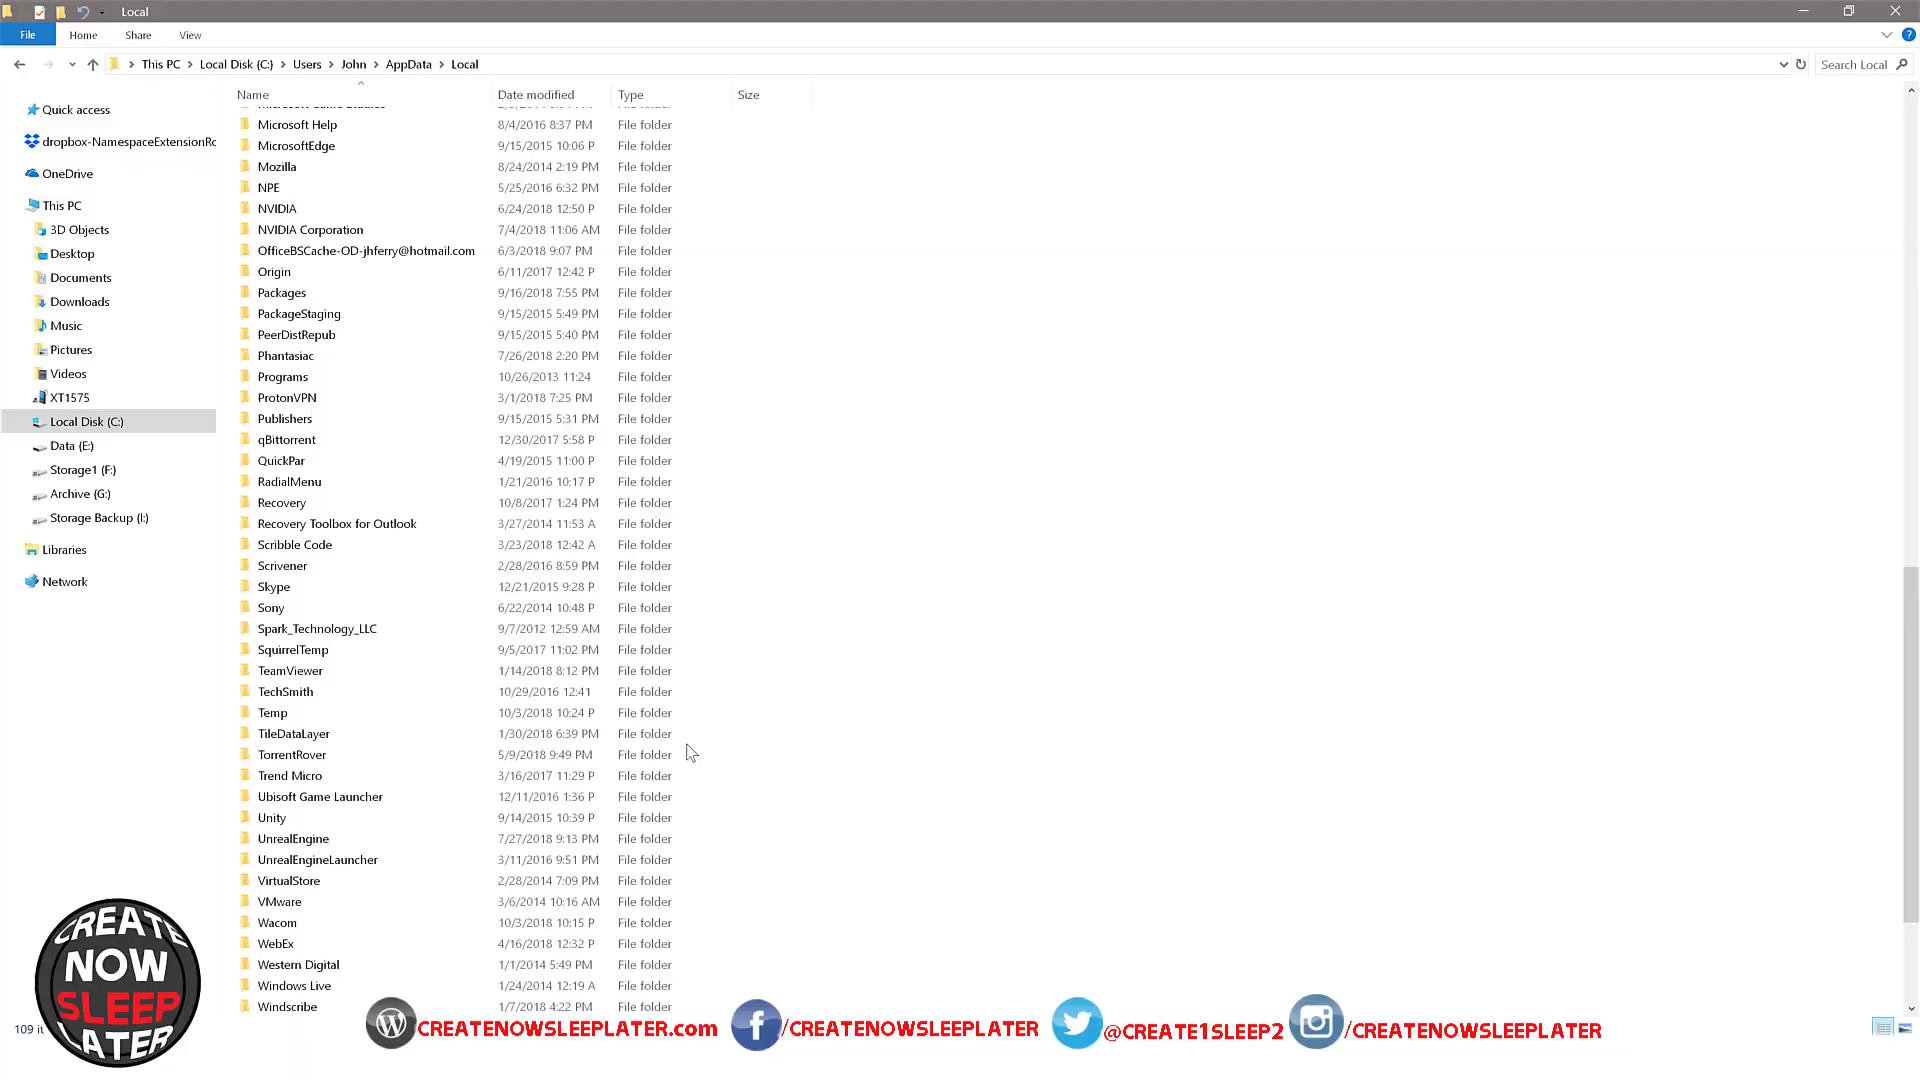 Local
File Home Share View
This PC Local Disk (C:) Users John AppData Local
Search Local
Name Date modified Type Size
Quick access
dropbox-NamespaceExtensionRo
OneDrive
This PC
3D Objects
Desktop
Documents
Downloads
Music
Pictures
Videos
XT1575
Local Disk (C:)
Data (E:)
Storage1 (F:)
Archive (G:)
Storage Backup (I:)
Libraries
Network
Microsoft Help 8/4/2016 8:37 PM File folder
MicrosoftEdge 9/15/2015 10:06 P File folder
Mozilla 8/24/2014 2:19 PM File folder
NPE 5/25/2016 6:32 PM File folder
NVIDIA 6/24/2018 12:50 P File folder
NVIDIA Corporation 7/4/2018 11:06 AM File folder
OfficeBSCache-OD-jhferry@hotmail.com 6/3/2018 9:07 PM File folder
Origin 6/11/2017 12:42 P File folder
Packages 9/16/2018 7:55 PM File folder
PackageStaging 9/15/2015 5:49 PM File folder
PeerDistRepub 9/15/2015 5:40 PM File folder
Phantasiac 7/26/2018 2:20 PM File folder
Programs 10/26/2013 11:24 File folder
ProtonVPN 3/1/2018 7:25 PM File folder
Publishers 9/15/2015 5:31 PM File folder
qBittorrent 12/30/2017 5:58 P File folder
QuickPar 4/19/2015 11:00 P File folder
RadialMenu 1/21/2016 10:17 P File folder
Recovery 10/8/2017 1:24 PM File folder
Recovery Toolbox for Outlook 3/27/2014 11:53 A File folder
Scribble Code 3/23/2018 12:42 A File folder
Scrivener 2/28/2016 8:59 PM File folder
Skype 12/21/2015 9:28 P File folder
Sony 6/22/2014 10:48 P File folder
Spark_Technology_LLC 9/7/2012 12:59 AM File folder
SquirrelTemp 9/5/2017 11:02 PM File folder
TeamViewer 1/14/2018 8:12 PM File folder
TechSmith 10/29/2016 12:41 File folder
Temp 10/3/2018 10:24 P File folder
TileDataLayer 1/30/2018 6:39 PM File folder
TorrentRover 5/9/2018 9:49 PM File folder
Trend Micro 3/16/2017 11:29 P File folder
Ubisoft Game Launcher 12/11/2016 1:36 P File folder
Unity 9/14/2015 10:39 P File folder
UnrealEngine 7/27/2018 9:13 PM File folder
UnrealEngineLauncher 3/11/2016 9:51 PM File folder
VirtualStore 2/28/2014 7:09 PM File folder
VMware 3/6/2014 10:16 AM File folder
Wacom 10/3/2018 10:15 P File folder
WebEx 4/16/2018 12:32 P File folder
Western Digital 1/1/2014 5:49 PM File folder
Windows Live 1/24/2014 12:19 A File folder
Windscribe 1/7/2018 4:22 PM File folder
109 it
CREATE
NOW
SLEEP
LATER
CREATENOWSLEEPLATER.com /CREATENOWSLEEPLATER @CREATE1SLEEP2 /CREATENOWSLEEPLATER